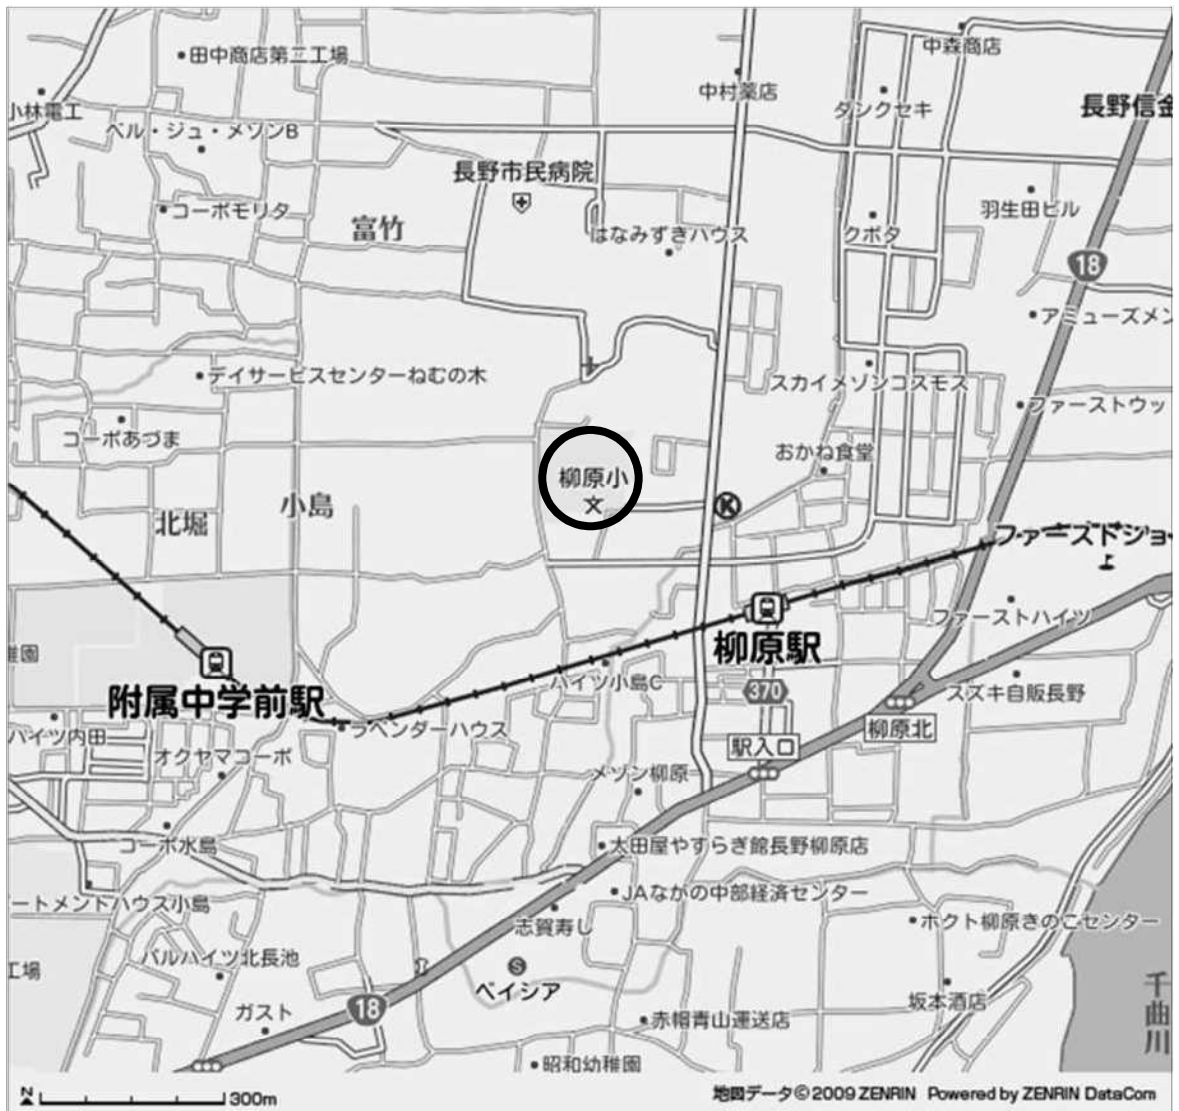 中森商店
田中商店第二工場
中村薬店
小林電工
タンクセキ
長野信金
ベル・ジュ・メゾンB
長野市民病院
コーポモリタ
羽生田ビル
富竹
はなみずきハウス
クボタ
18
アミューズメン
デイサービスセンターねむの木
スカイメゾンコスモス
ファーストウッ
コーポあづま
おかね食堂
柳原小
文
K
小島
北堀
ファーストジョ
ファーストハイツ
柳原駅
稚園
附属中学前駅
ハイツ小島C
370
スズキ自販長野
ハイツ内田
ラベンダーハウス
柳原北
駅入口
オクヤマコーポ
メゾン柳原
コーポ水島
太田屋やすらぎ館長野柳原店
JAながの中部経済センター
ートメントハウス小島
志賀寿し
ホクト柳原きのこセンター
パルハイツ北長池
工場
S
ベイシア
千曲川
坂本酒店
18
ガスト
赤帽青山運送店
昭和幼稚園
N
300m
地図データ©2009 ZENRIN Powered by ZENRIN DataCom